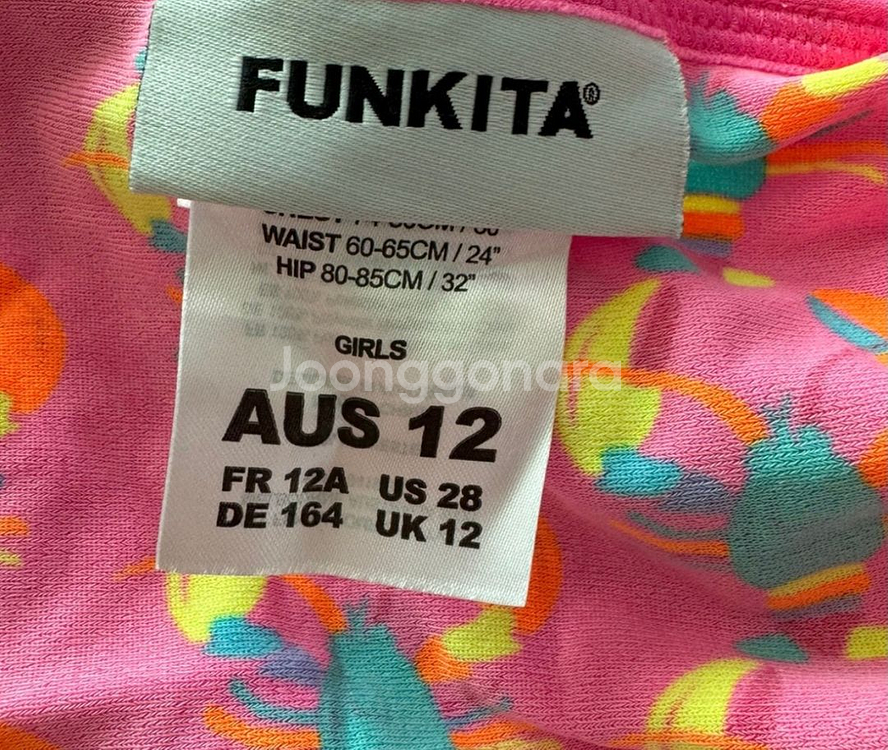 FUNKITA®
WAIST 60-65CM / 24"
HIP 80-85CM / 32"
GIRLS
Joonggonara
AUS 12
FR 12A US 28
DE 164 UK 12